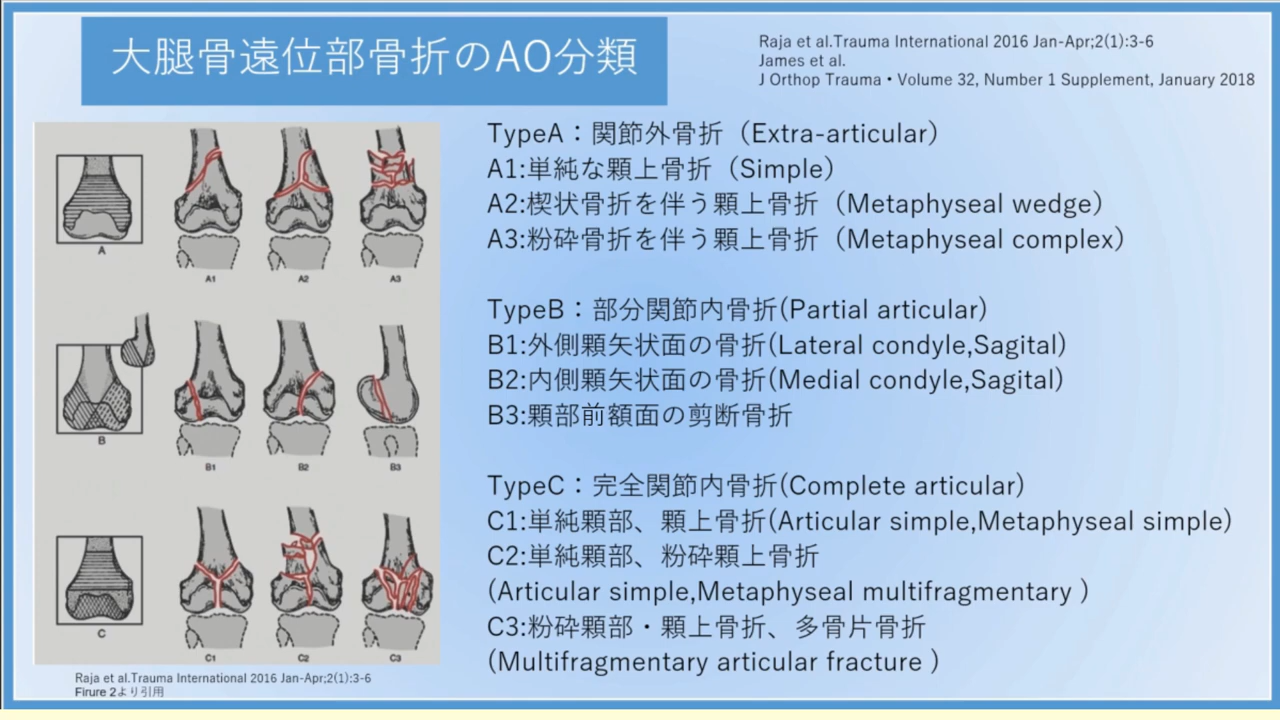 大腿骨遠位部骨折のAO分類
Raja et al.Trauma International 2016 Jan-Apr;2(1):3-6
James et al.
J Orthop Trauma • Volume 32, Number 1 Supplement, January 2018
A
A1
A2
A3
B
B1
B2
B3
C
C1
C2
C3
Raja et al.Trauma International 2016 Jan-Apr;2(1):3-6
Firure 2より引用
TypeA：関節外骨折（Extra-articular）
A1:単純な顆上骨折（Simple）
A2:楔状骨折を伴う顆上骨折（Metaphyseal wedge）
A3:粉砕骨折を伴う顆上骨折（Metaphyseal complex）
TypeB：部分関節内骨折(Partial articular)
B1:外側顆矢状面の骨折(Lateral condyle,Sagital)
B2:内側顆矢状面の骨折(Medial condyle,Sagital)
B3:顆部前額面の剪断骨折
TypeC：完全関節内骨折(Complete articular)
C1:単純顆部、顆上骨折(Articular simple,Metaphyseal simple)
C2:単純顆部、粉砕顆上骨折
(Articular simple,Metaphyseal multifragmentary )
C3:粉砕顆部・顆上骨折、多骨片骨折
(Multifragmentary articular fracture )